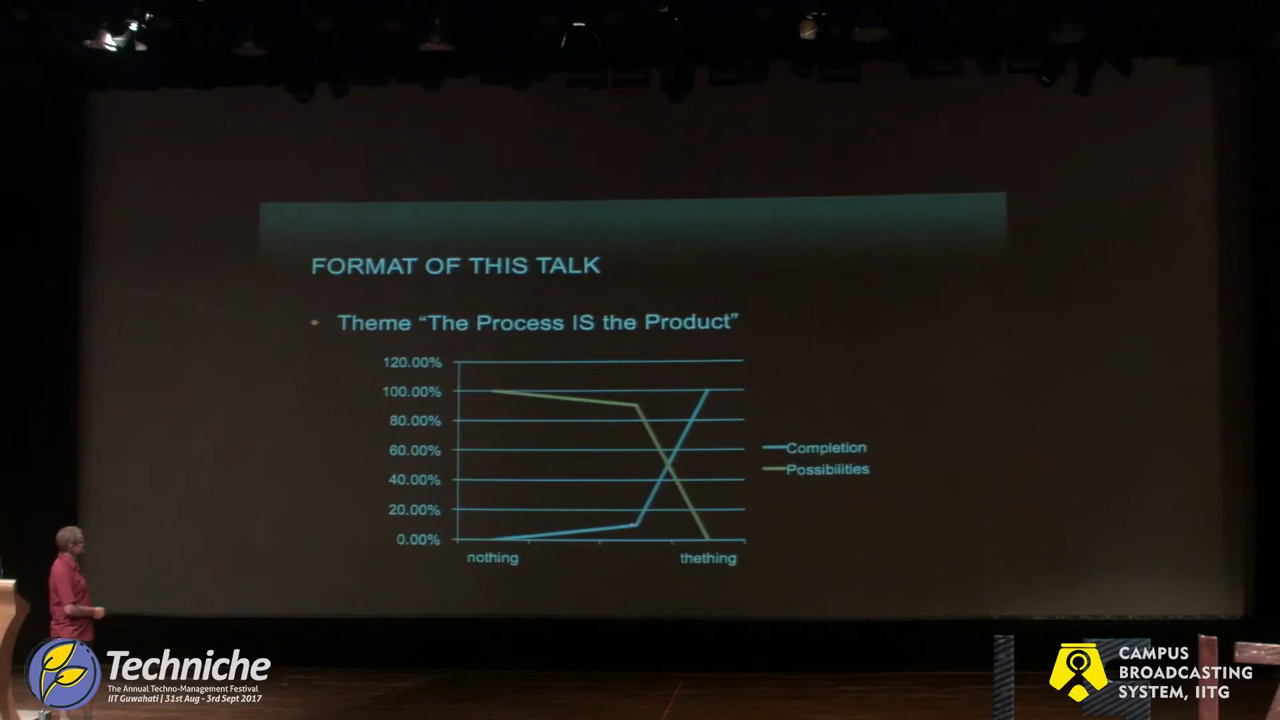 FORMAT OF THIS TALK
• Theme “The Process IS the Product”
120.00%
100.00%
80.00%
60.00%
40.00%
20.00%
0.00%
nothing
thething
Completion
Possibilities
Techniche
The Annual Techno-Management Festival
IIT Guwahati | 31st Aug - 3rd Sept 2017
CAMPUS
BROADCASTING
SYSTEM, IITG